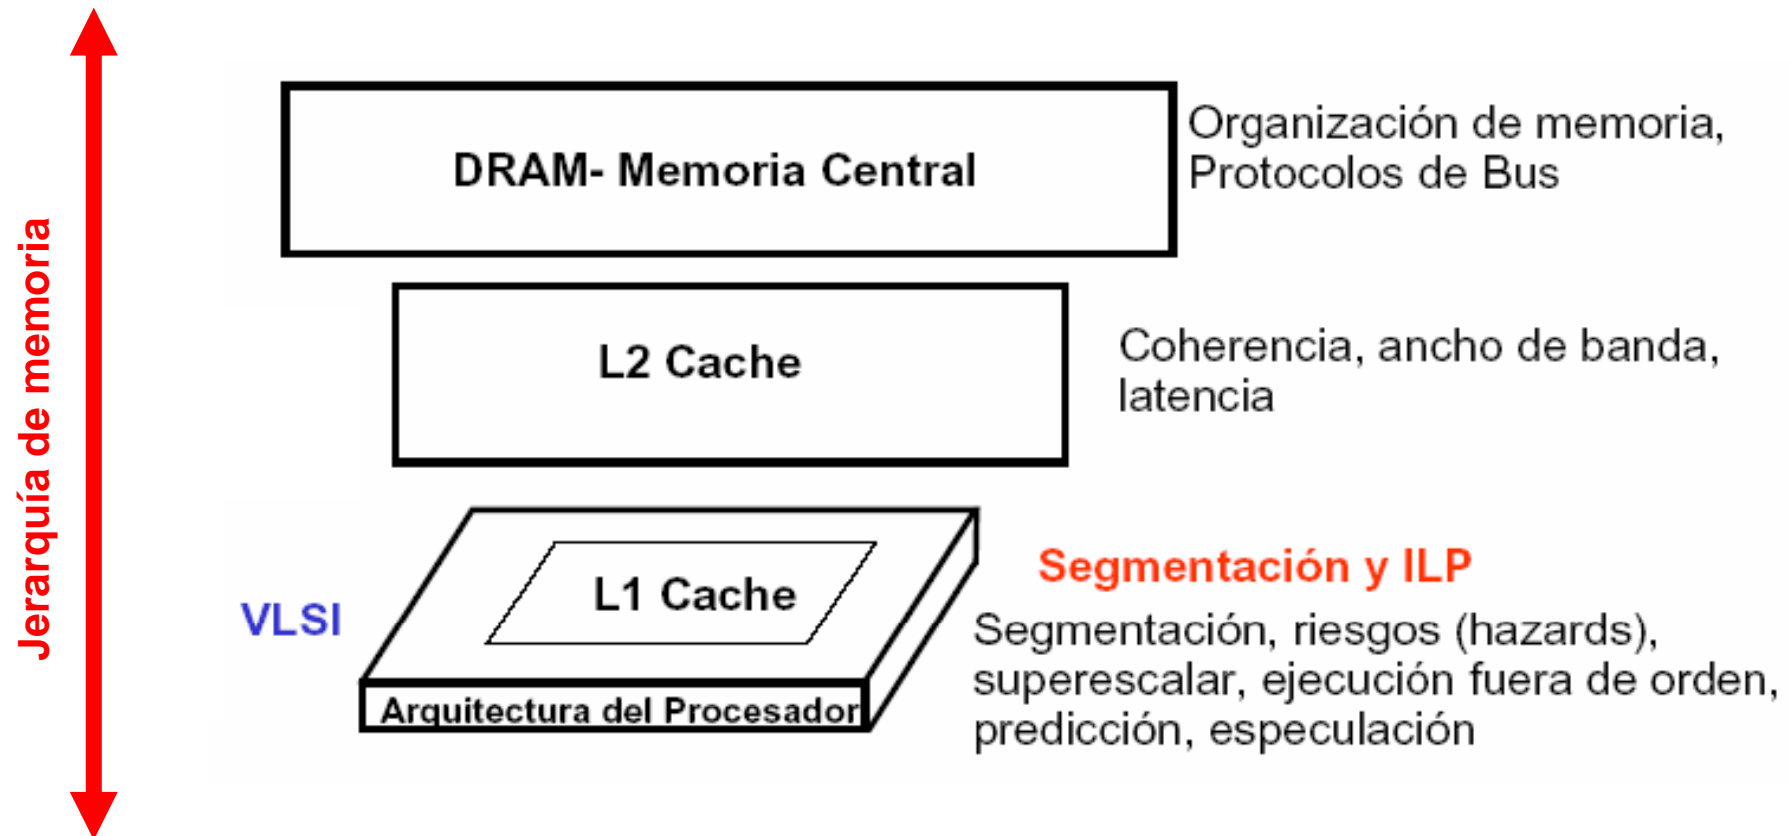 Jerarquía de memoria
DRAM- Memoria Central
Organización de memoria,
Protocolos de Bus
L2 Cache
Coherencia, ancho de banda,
latencia
VLSI
L1 Cache
Arquitectura del Procesador
Segmentación y ILP
Segmentación, riesgos (hazards),
superescalar, ejecución fuera de orden,
predicción, especulación